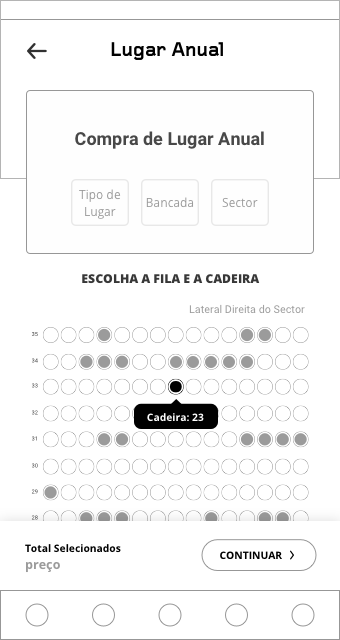 Lugar Anual
Compra de Lugar Anual
Tipo de
Lugar
Bancada
Sector
ESCOLHA A FILA E A CADEIRA
Lateral Direita do Sector
35
34
33
Cadeira: 23
32
31
30
29
28
Total Selecionados
preço
CONTINUAR